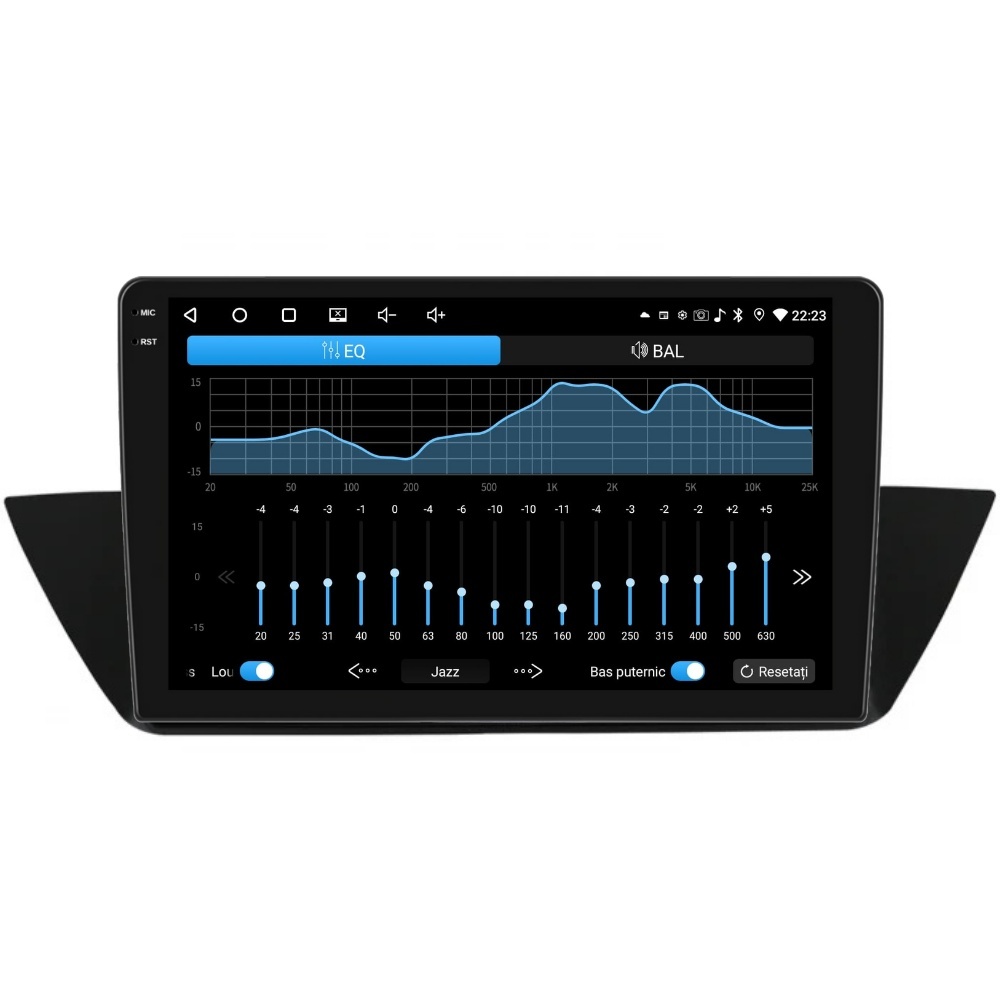 MIC
22:23
RST
EQ BAL
15
0
-15
20 50 100 200 500 1K 2K 5K 10K 25K
-4 -4 -3 -1 0 -4 -6 -10 -10 -11 -4 -3 -2 -2 +2 +5
15
0
-15
20 25 31 40 50 63 80 100 125 160 200 250 315 400 500 630
s Lou Jazz Bas puternic Resetați